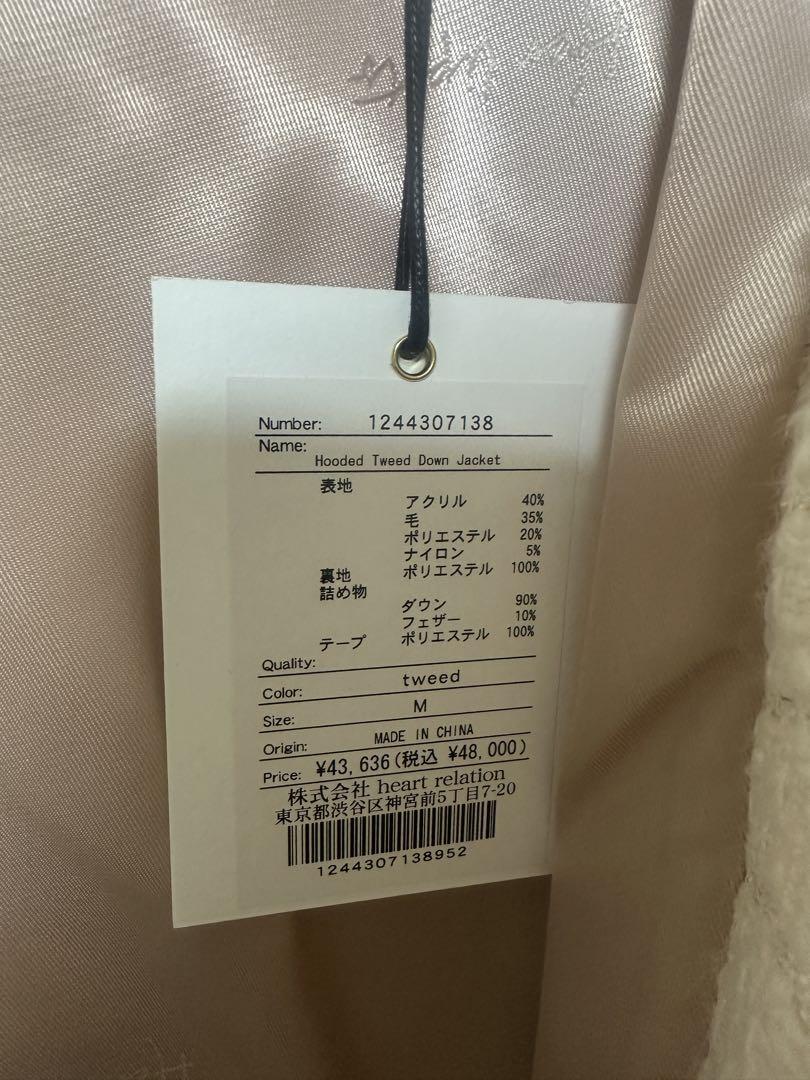 Number: 1244307138
Name:
Hooded Tweed Down Jacket
表地
アクリル 40%
毛 35%
ポリエステル 20%
ナイロン 5%
裏地 ポリエステル 100%
詰め物
ダウン 90%
フェザー 10%
テープ ポリエステル 100%
Quality:
Color: tweed
Size: M
Origin: MADE IN CHINA
Price: ¥43,636(税込 ¥48,000)
株式会社 heart relation
東京都渋谷区神宮前5丁目7-20
1244307138952